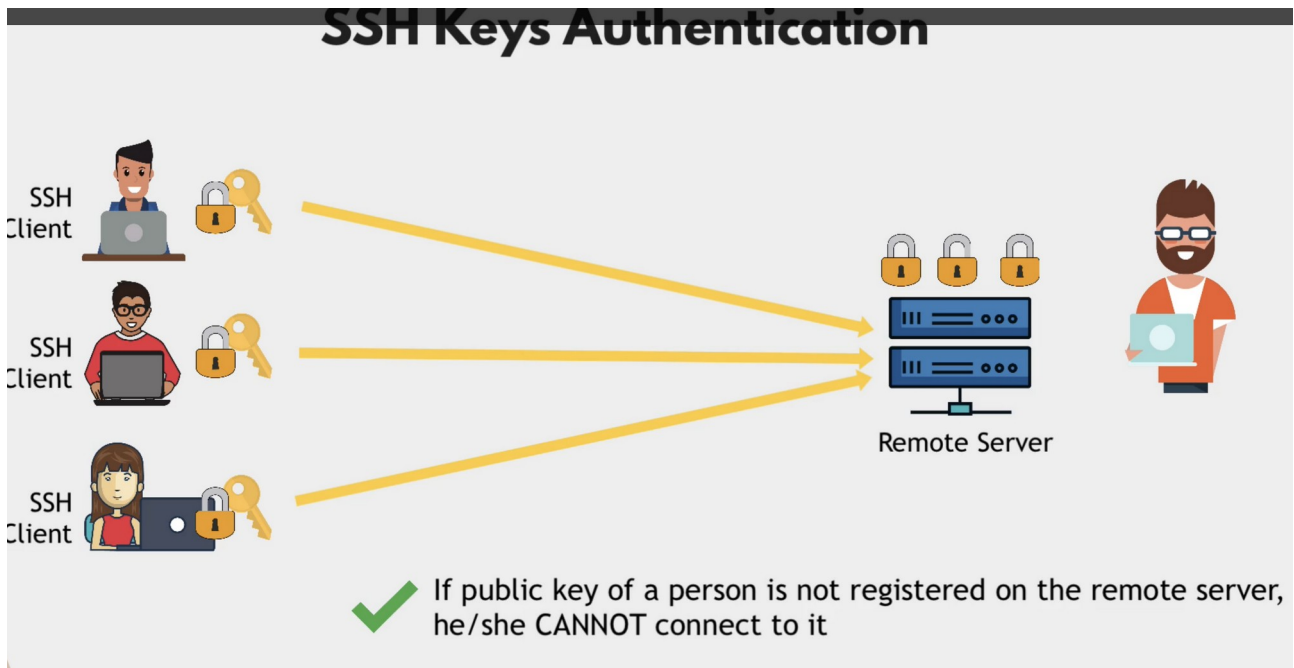 SSH Keys Authentication
SSH
Client
SSH
Client
SSH
Client
Remote Server
If public key of a person is not registered on the remote server,
he/she CANNOT connect to it